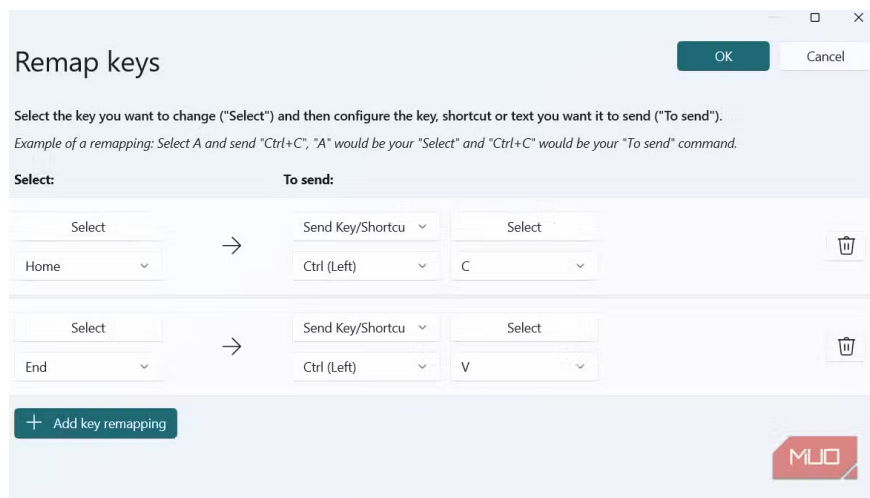 Remap keys
OK
Cancel
Select the key you want to change ("Select") and then configure the key, shortcut or text you want it to send ("To send").
Example of a remapping: Select A and send "Ctrl+C", "A" would be your "Select" and "Ctrl+C" would be your "To send" command.
Select: To send:
Select Send Key/Shortcu Select
Home Ctrl (Left) C
Select Send Key/Shortcu Select
End Ctrl (Left) V
Add key remapping
MUO